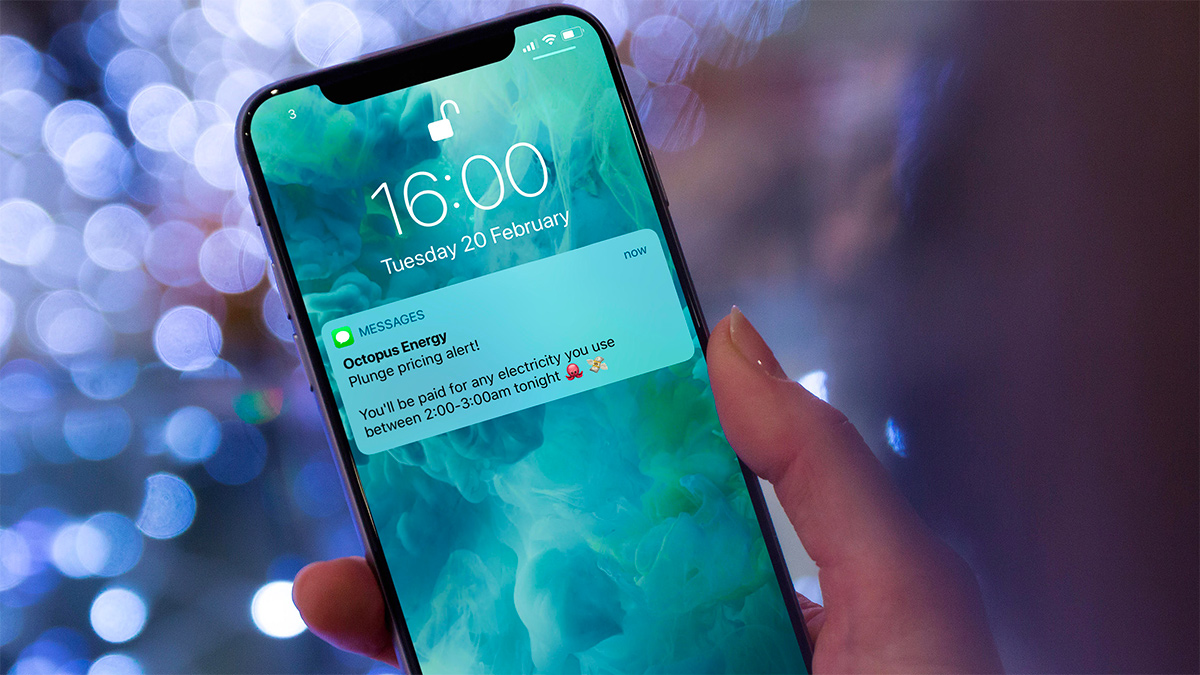 3
16:00
Tuesday 20 February
MESSAGES
now
Octopus Energy
Plunge pricing alert!
You'll be paid for any electricity you use
between 2:00-3:00am tonight 🐙 💸